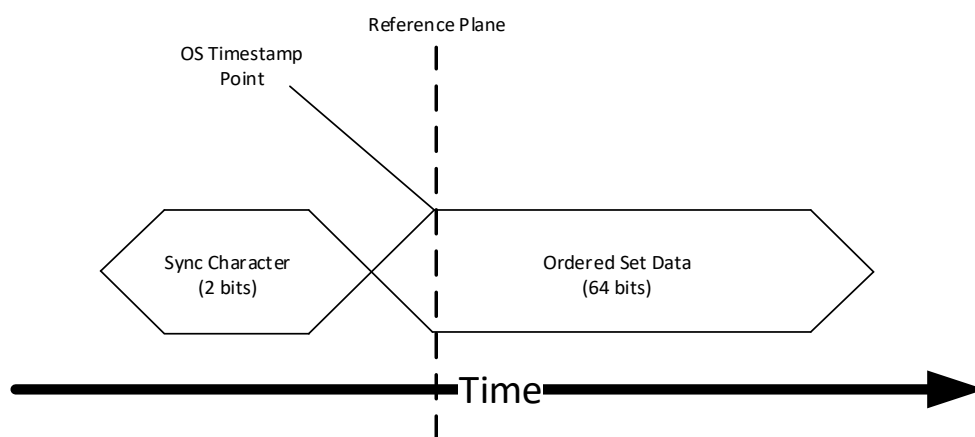 Reference Plane
OS Timestamp
Point
Sync Character
(2 bits)
Ordered Set Data
(64 bits)
Time